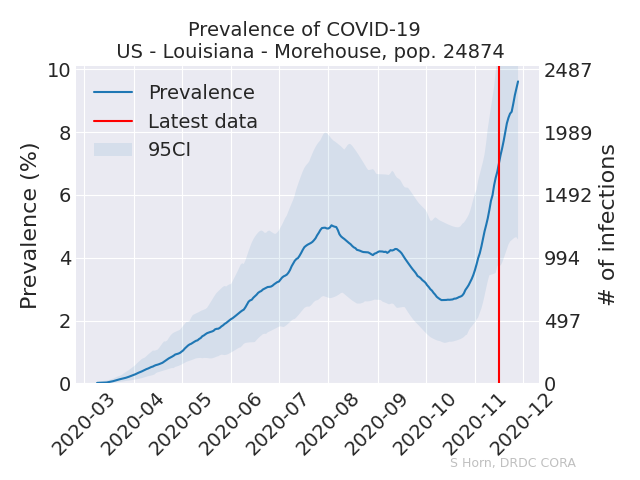 Prevalence of COVID-19
US - Louisiana - Morehouse, pop. 24874
Prevalence
Latest data
95CI
Prevalence (%)
10
8
6
4
2
0
2487
1989
1492
994
497
0
# of infections
2020-03
2020-04
2020-05
2020-06
2020-07
2020-08
2020-09
2020-10
2020-11
2020-12
S Horn, DRDC CORA